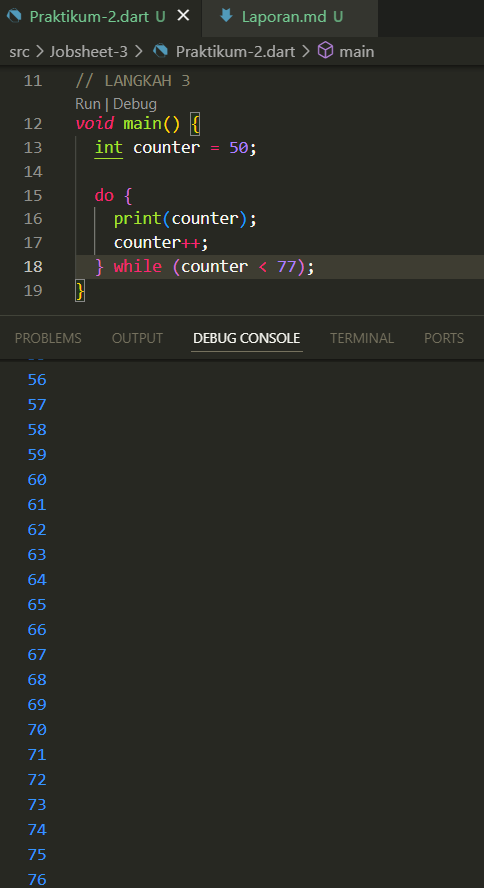 Praktikum-2.dart U Laporan.md U
src > Jobsheet-3 > Praktikum-2.dart > main
11 // LANGKAH 3
Run | Debug
12 void main() {
13 int counter = 50;
14
15 do {
16 print(counter);
17 counter++;
18 } while (counter < 77);
19 }
PROBLEMS OUTPUT DEBUG CONSOLE TERMINAL PORTS
56
57
58
59
60
61
62
63
64
65
66
67
68
69
70
71
72
73
74
75
76